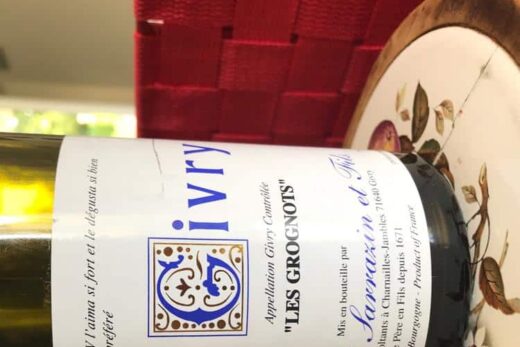 V l'aima si fort et le dégusta si bien
préféré
Givry
Appellation Givry Contrôlée
"LES GROGNOTS"
Mis en bouteille par
Sarrazin et Fils
à Charnailles-Jambles 71640 Givry
Père en Fils depuis 1671
Bourgogne - Product of France